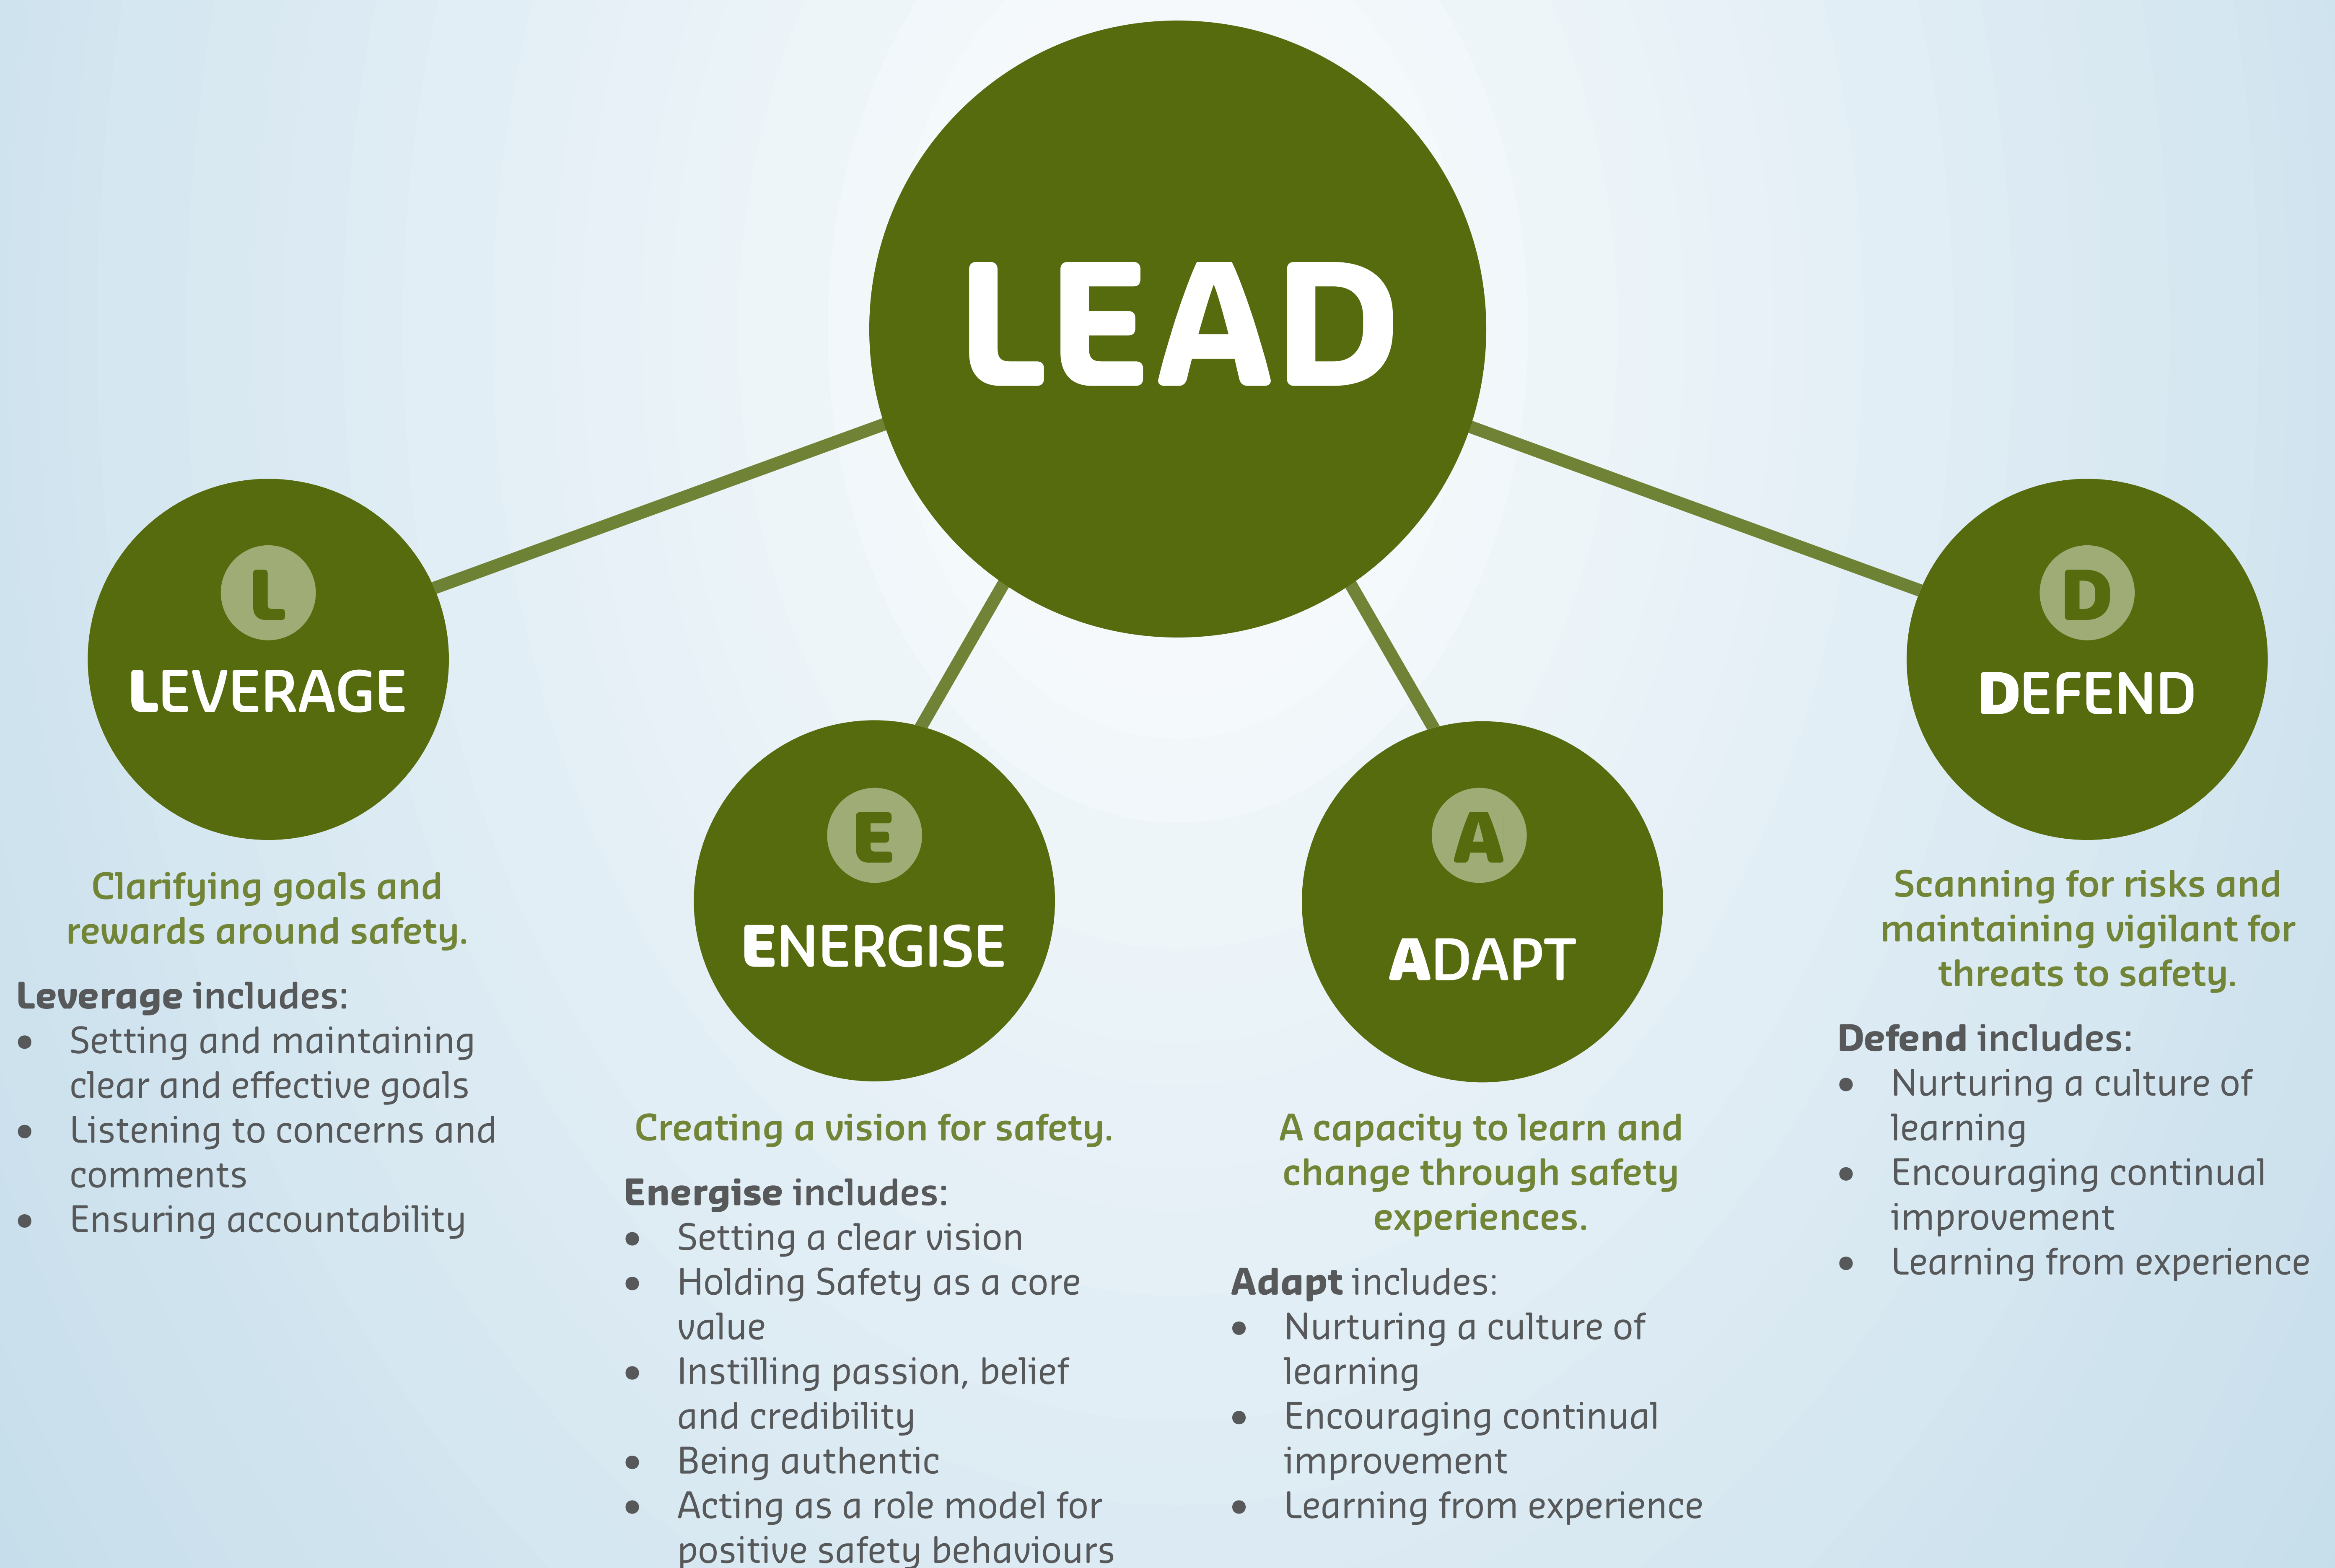 LEAD
L
LEVERAGE
Clarifying goals and
rewards around safety.
Leverage includes:
• Setting and maintaining
clear and effective goals
• Listening to concerns and
comments
• Ensuring accountability
E
ENERGISE
Creating a vision for safety.
Energise includes:
• Setting a clear vision
• Holding Safety as a core
value
• Instilling passion, belief
and credibility
• Being authentic
• Acting as a role model for
positive safety behaviours
A
ADAPT
A capacity to learn and
change through safety
experiences.
Adapt includes:
• Nurturing a culture of
learning
• Encouraging continual
improvement
• Learning from experience
D
DEFEND
Scanning for risks and
maintaining vigilant for
threats to safety.
Defend includes:
• Nurturing a culture of
learning
• Encouraging continual
improvement
• Learning from experience